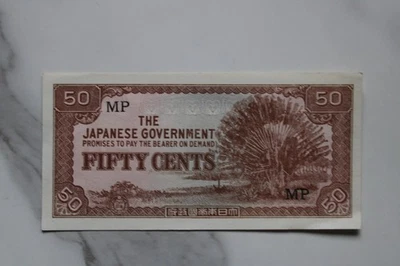 50 MP 50
THE
JAPANESE GOVERNMENT
PROMISES TO PAY THE BEARER ON DEMAND
FIFTY CENTS
50 MP 50